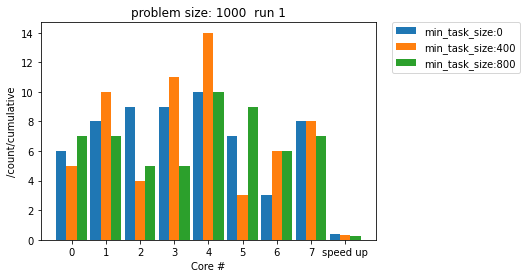 problem size: 1000  run 1
min_task_size:0
min_task_size:400
min_task_size:800
/count/cumulative
14
12
10
8
6
4
2
0
0 1 2 3 4 5 6 7 speed up
Core #